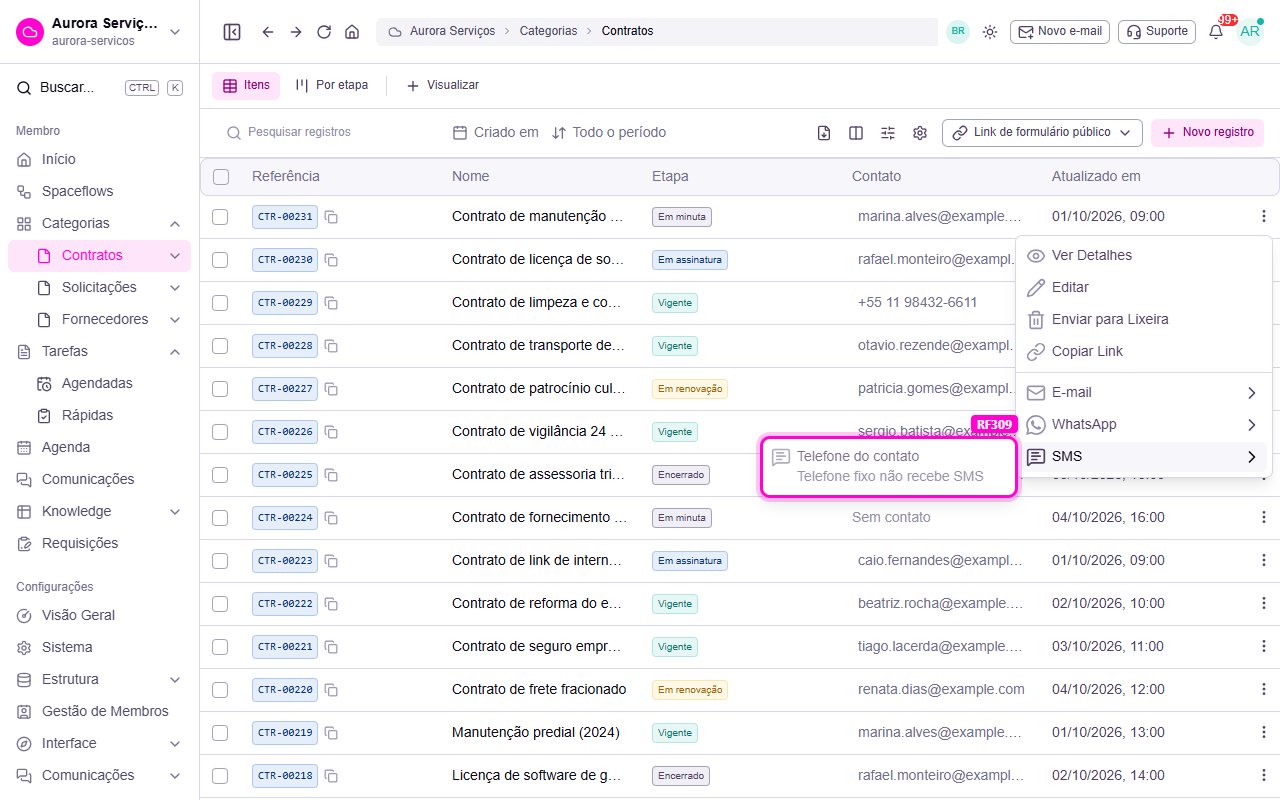 Aurora Serviç...
aurora-servicos
Aurora Serviços > Categorias > Contratos
BR
Novo e-mail
Suporte
99+
AR
Buscar...
CTRL
K
Itens
Por etapa
Visualizar
Membro
Início
Spaceflows
Categorias
Contratos
Solicitações
Fornecedores
Tarefas
Agendadas
Rápidas
Agenda
Comunicações
Knowledge
Requisições
Configurações
Visão Geral
Sistema
Estrutura
Gestão de Membros
Interface
Comunicações
Pesquisar registros
Criado em
Todo o período
Link de formulário público
Novo registro
Referência Nome Etapa Contato Atualizado em
CTR-00231 Contrato de manutenção ... Em minuta marina.alves@example.... 01/10/2026, 09:00
CTR-00230 Contrato de licença de so... Em assinatura rafael.monteiro@exampl...
CTR-00229 Contrato de limpeza e co... Vigente +55 11 98432-6611
CTR-00228 Contrato de transporte de... Vigente otavio.rezende@exampl...
CTR-00227 Contrato de patrocínio cul... Em renovação patricia.gomes@exampl...
CTR-00226 Contrato de vigilância 24 ... Vigente sergio.batista@example...
CTR-00225 Contrato de assessoria tri... Encerrado
CTR-00224 Contrato de fornecimento ... Em minuta Sem contato 04/10/2026, 16:00
CTR-00223 Contrato de link de intern... Em assinatura caio.fernandes@exampl... 01/10/2026, 09:00
CTR-00222 Contrato de reforma do e... Vigente beatriz.rocha@example.... 02/10/2026, 10:00
CTR-00221 Contrato de seguro empr... Vigente tiago.lacerda@example.... 03/10/2026, 11:00
CTR-00220 Contrato de frete fracionado Em renovação renata.dias@example.com 04/10/2026, 12:00
CTR-00219 Manutenção predial (2024) Vigente marina.alves@example.... 01/10/2026, 13:00
CTR-00218 Licença de software de g... Encerrado rafael.monteiro@exampl... 02/10/2026, 14:00
Ver Detalhes
Editar
Enviar para Lixeira
Copiar Link
E-mail
WhatsApp
SMS
RF309
Telefone do contato
Telefone fixo não recebe SMS